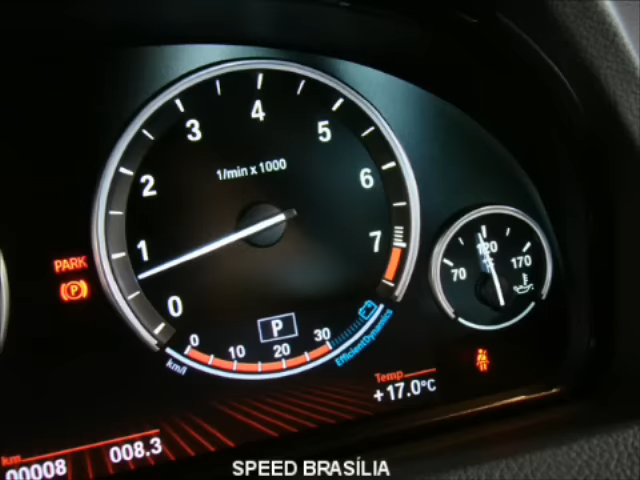 4
3
5
1/min x 1000
2
6
1
7
120
70
170
PARK
P
0
P
0
10
20
30
km/l
EfficientDynamics
Temp
+17.0°C
km
00008
008.3
SPEED BRASÍLIA